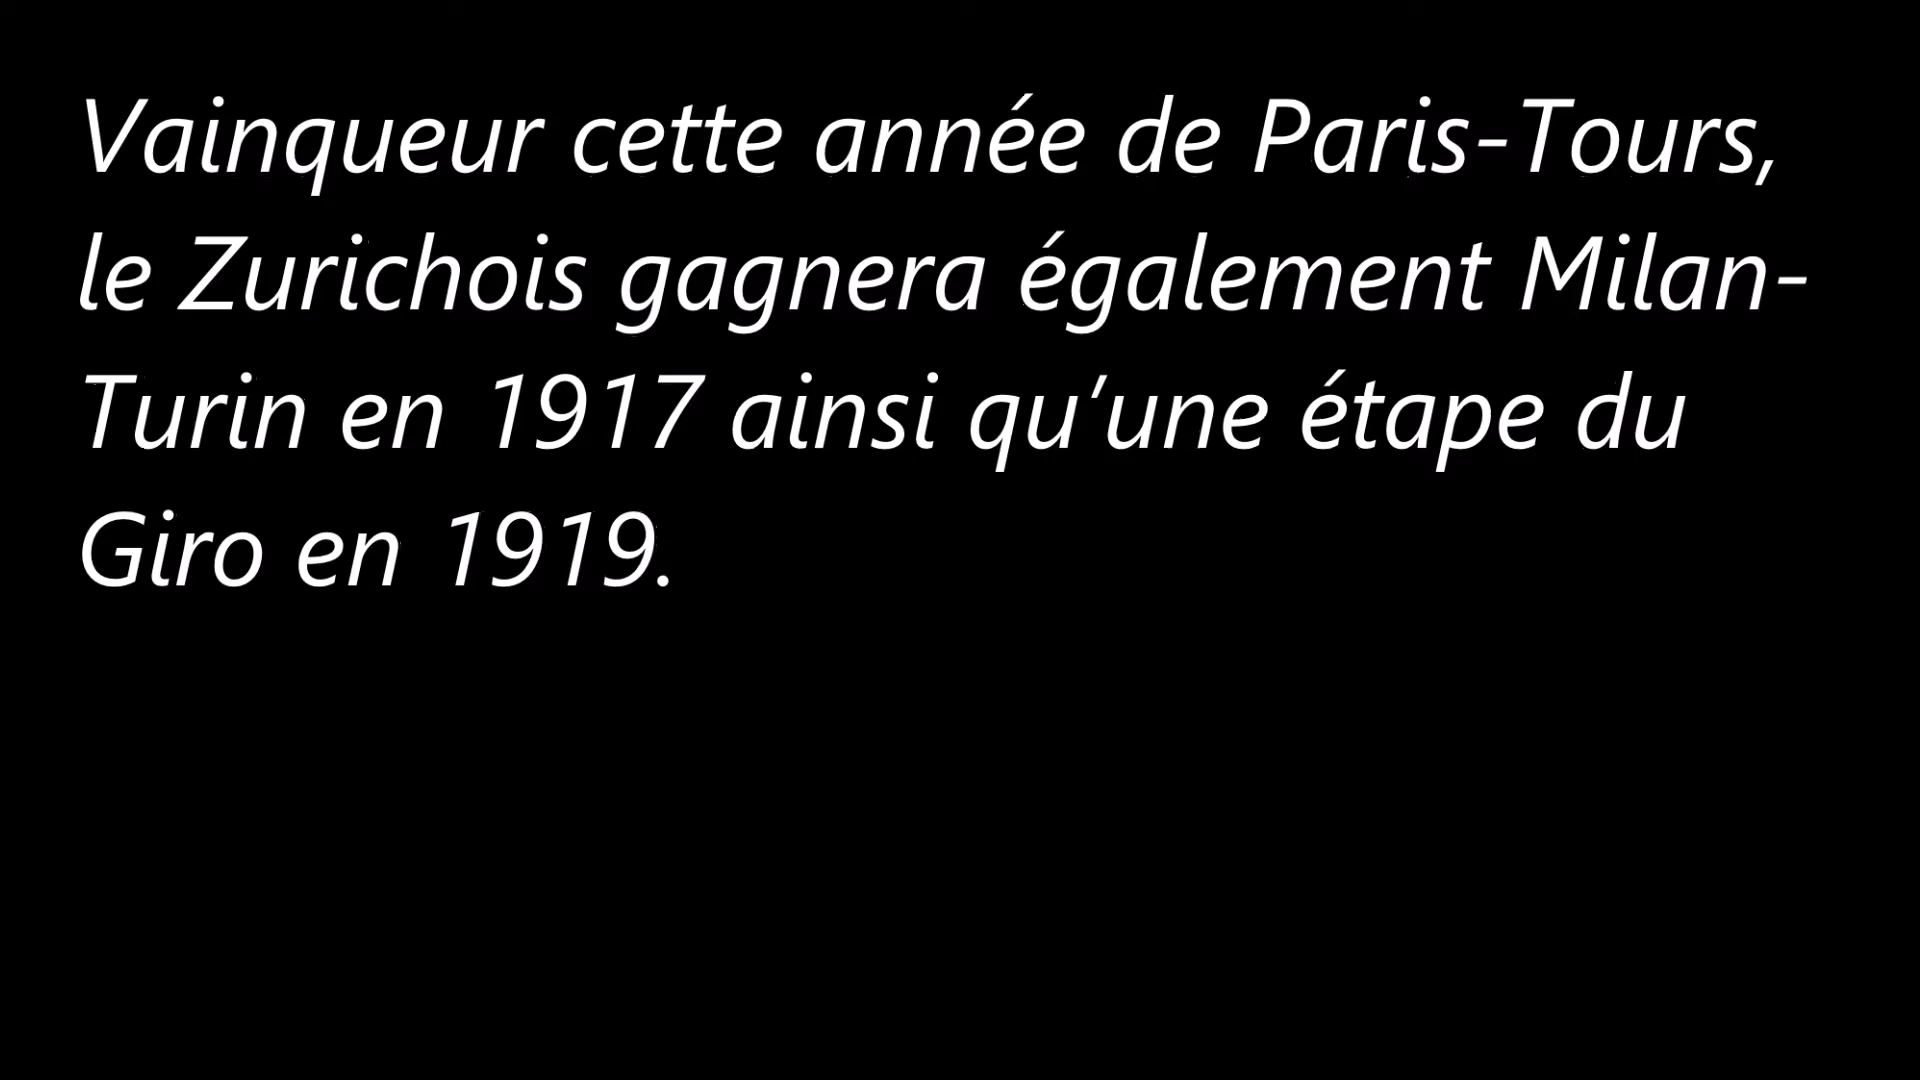 Vainqueur cette année de Paris-Tours,
le Zurichois gagnera également Milan-
Turin en 1917 ainsi qu’une étape du
Giro en 1919.